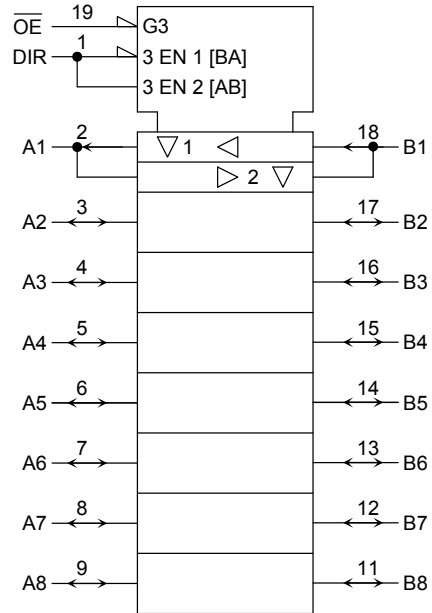 O̅E̅ 19 G3
DIR 1 3 EN 1 [BA]
3 EN 2 [AB]
A1 2 ▽ 1 ◁ 18 B1
▷ 2 ▽
A2 3 17 B2
A3 4 16 B3
A4 5 15 B4
A5 6 14 B5
A6 7 13 B6
A7 8 12 B7
A8 9 11 B8